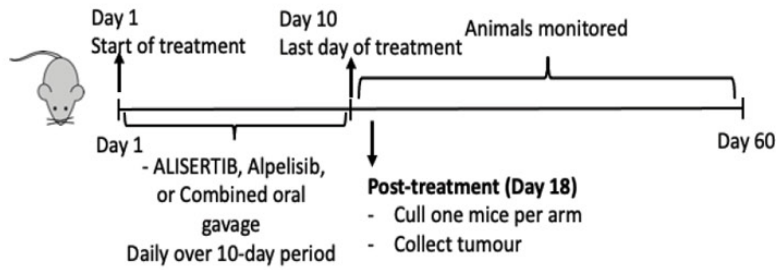 Day 1
Start of treatment
Day 10
Last day of treatment
Animals monitored
Day 1
- ALISERTIB, Alpelisib,
or Combined oral
gavage
Daily over 10-day period
Post-treatment (Day 18)
- Cull one mice per arm
- Collect tumour
Day 60